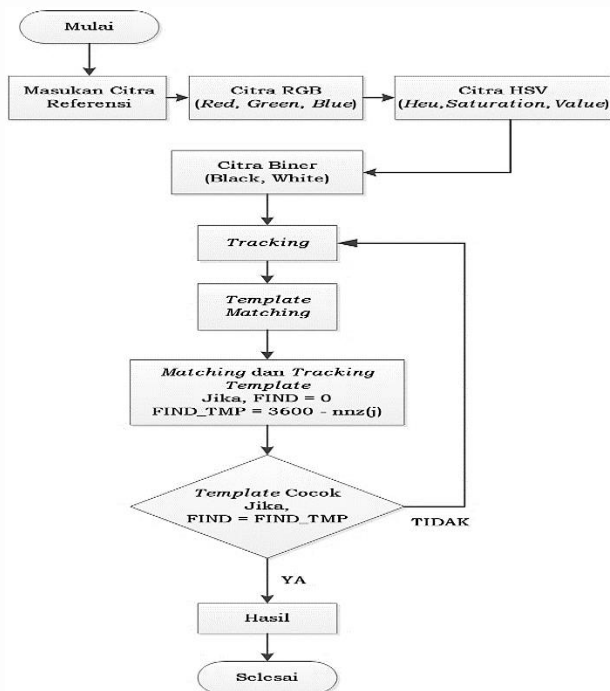 Mulai
Masukan Citra
Referensi
Citra RGB
(Red, Green, Blue)
Citra HSV
(Heu,Saturation,Value)
Citra Biner
(Black, White)
Tracking
Template
Matching
Matching dan Tracking
Template
Jika, FIND = 0
FIND_TMP = 3600 - nnz(j)
Template Cocok
Jika,
FIND = FIND_TMP
TIDAK
YA
Hasil
Selesai